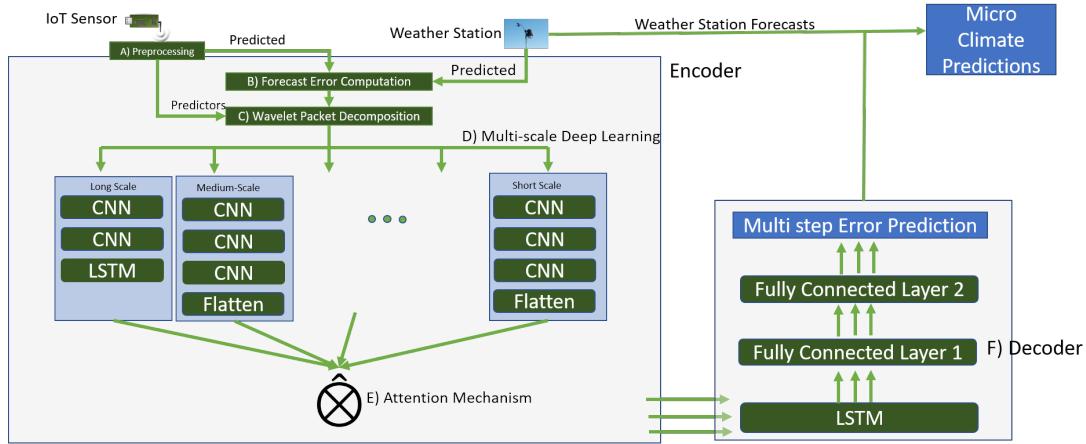 IoT Sensor
A) Preprocessing
Predicted
Weather Station
Weather Station Forecasts
Micro
Climate
Predictions
Encoder
B) Forecast Error Computation
Predicted
Predictors
C) Wavelet Packet Decomposition
D) Multi-scale Deep Learning
Long Scale
CNN
CNN
LSTM
Medium-Scale
CNN
CNN
CNN
Flatten
Short Scale
CNN
CNN
CNN
Flatten
E) Attention Mechanism
Multi step Error Prediction
Fully Connected Layer 2
Fully Connected Layer 1
F) Decoder
LSTM